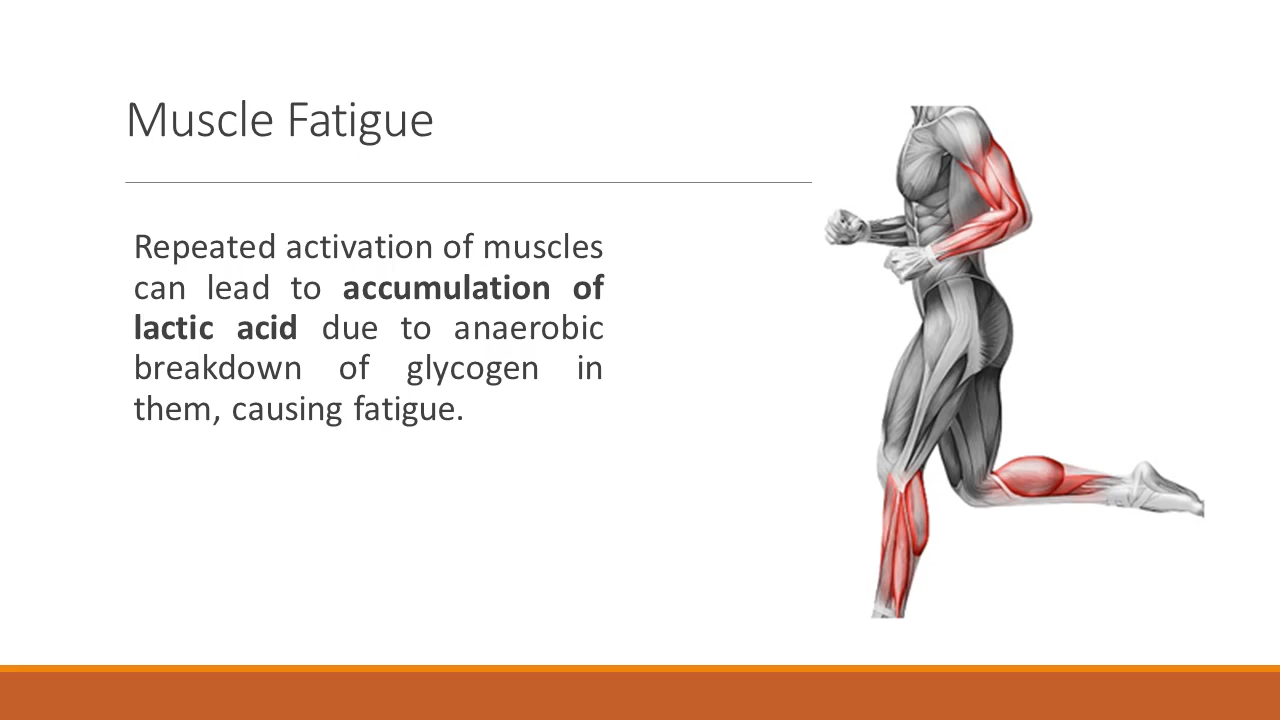 Muscle Fatigue
Repeated activation of muscles
can lead to accumulation of
lactic acid due to anaerobic
breakdown of glycogen in
them, causing fatigue.